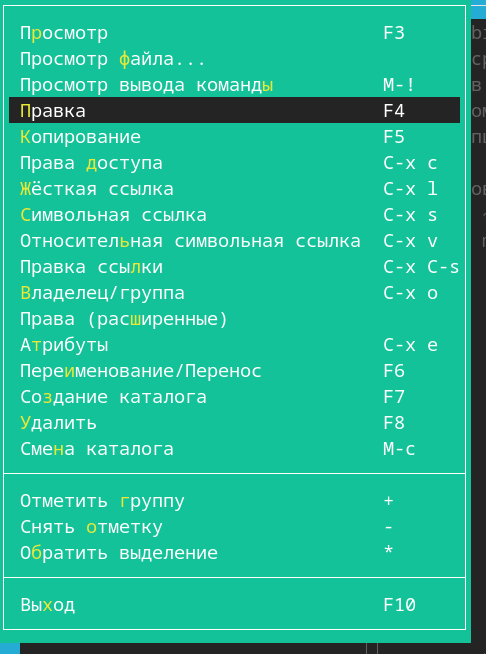 Просмотр F3
Просмотр файла...
Просмотр вывода команды M-!
Правка F4
Копирование F5
Права доступа C-x c
Жёсткая ссылка C-x l
Символьная ссылка C-x s
Относительная символьная ссылка C-x v
Правка ссылки C-x C-s
Владелец/группа C-x o
Права (расширенные)
Атрибуты C-x e
Переименование/Перенос F6
Создание каталога F7
Удалить F8
Смена каталога M-c
Отметить группу +
Снять отметку -
Обратить выделение *
Выход F10